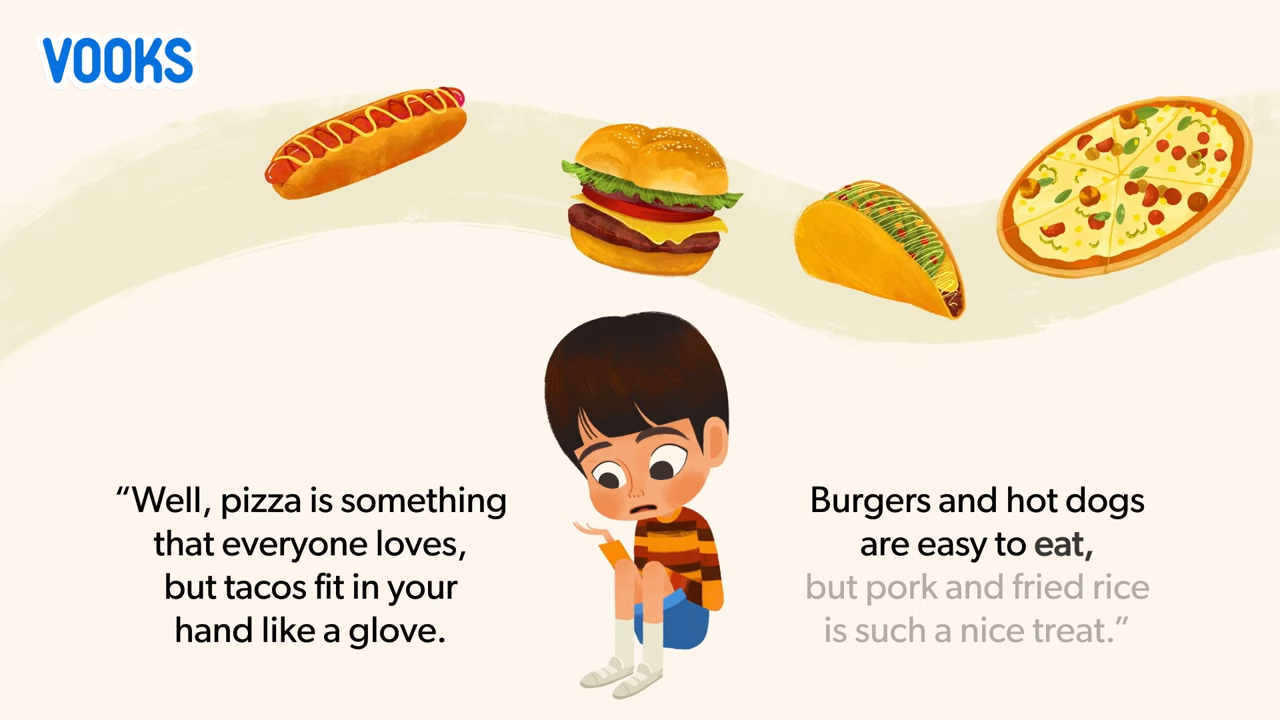 VOOKS
“Well, pizza is something
that everyone loves,
but tacos fit in your
hand like a glove.
Burgers and hot dogs
are easy to eat,
but pork and fried rice
is such a nice treat.”